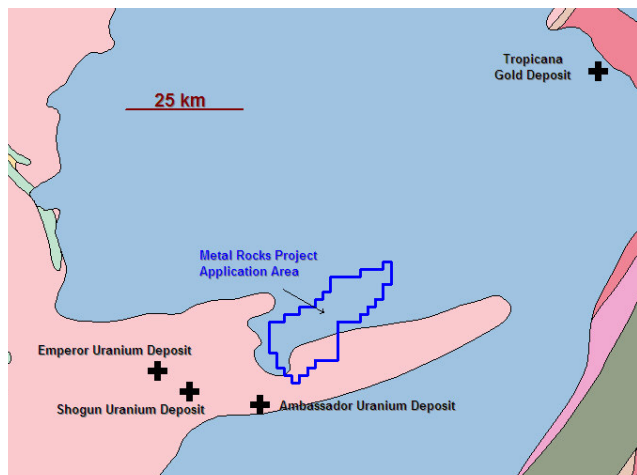 Tropicana
Gold Deposit
25 km
Metal Rocks Project
Application Area
Emperor Uranium Deposit
Shogun Uranium Deposit
Ambassador Uranium Deposit